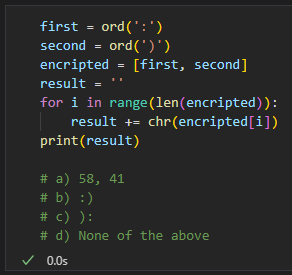 first = ord(':')
second = ord(')')
encripted = [first, second]
result = ''
for i in range(len(encripted)):
    result += chr(encripted[i])
print(result)

# a) 58, 41
# b) :)
# c) ):
# d) None of the above
✓ 0.0s